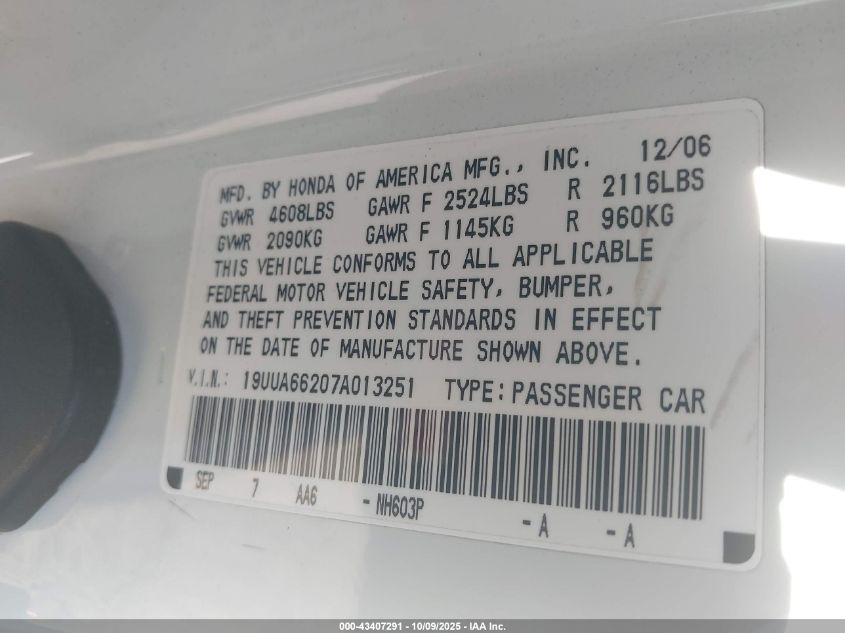 MFD. BY HONDA OF AMERICA MFG., INC. 12/06
GVWR 4608LBS GAWR F 2524LBS R 2116LBS
GVWR 2090KG GAWR F 1145KG R 960KG
THIS VEHICLE CONFORMS TO ALL APPLICABLE
FEDERAL MOTOR VEHICLE SAFETY, BUMPER,
AND THEFT PREVENTION STANDARDS IN EFFECT
ON THE DATE OF MANUFACTURE SHOWN ABOVE.
V.I.N.: 19UUA66207A013251 TYPE: PASSENGER CAR
SEP 7 AA6 - NH603P - A - A
000-43407291 - 10/09/2025 - IAA Inc.